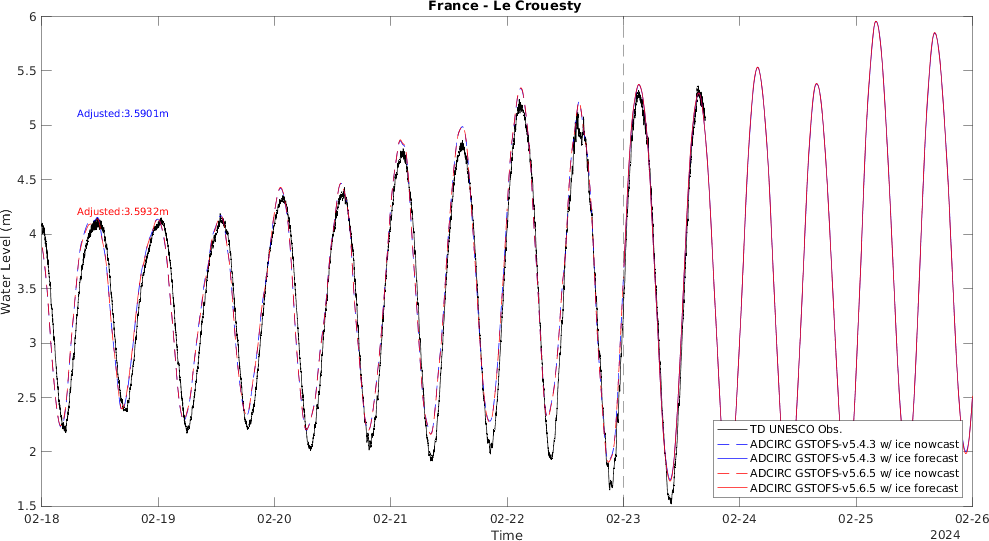 France - Le Crouesty
Water Level (m)
6
5.5
5
4.5
4
3.5
3
2.5
2
1.5
Adjusted:3.5901m
Adjusted:3.5932m
TD UNESCO Obs.
ADCIRC GSTOFS-v5.4.3 w/ ice nowcast
ADCIRC GSTOFS-v5.4.3 w/ ice forecast
ADCIRC GSTOFS-v5.6.5 w/ ice nowcast
ADCIRC GSTOFS-v5.6.5 w/ ice forecast
02-18 02-19 02-20 02-21 02-22 02-23 02-24 02-25 02-26
Time
2024